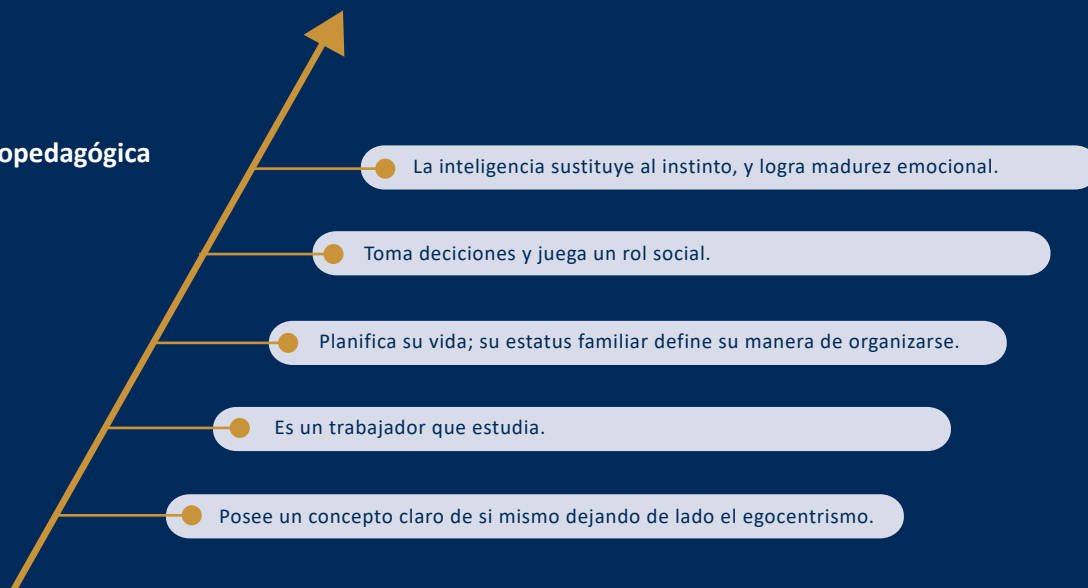 opedagógica
La inteligencia sustituye al instinto, y logra madurez emocional.
Toma deciciones y juega un rol social.
Planifica su vida; su estatus familiar define su manera de organizarse.
Es un trabajador que estudia.
Posee un concepto claro de si mismo dejando de lado el egocentrismo.